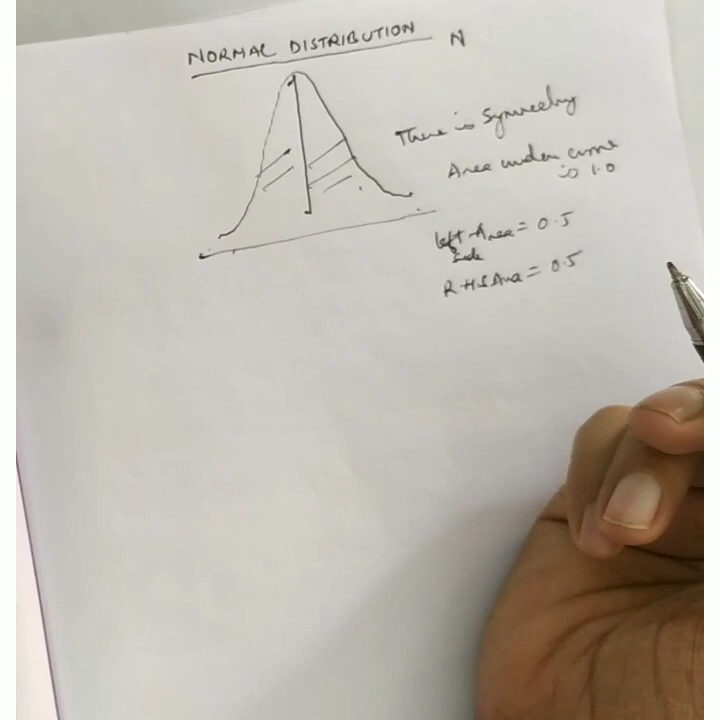 NORMAL DISTRIBUTION N
There is Symmetry
Area under curve
is 1.0
left Area = 0.5
Side
R.H.S Area = 0.5